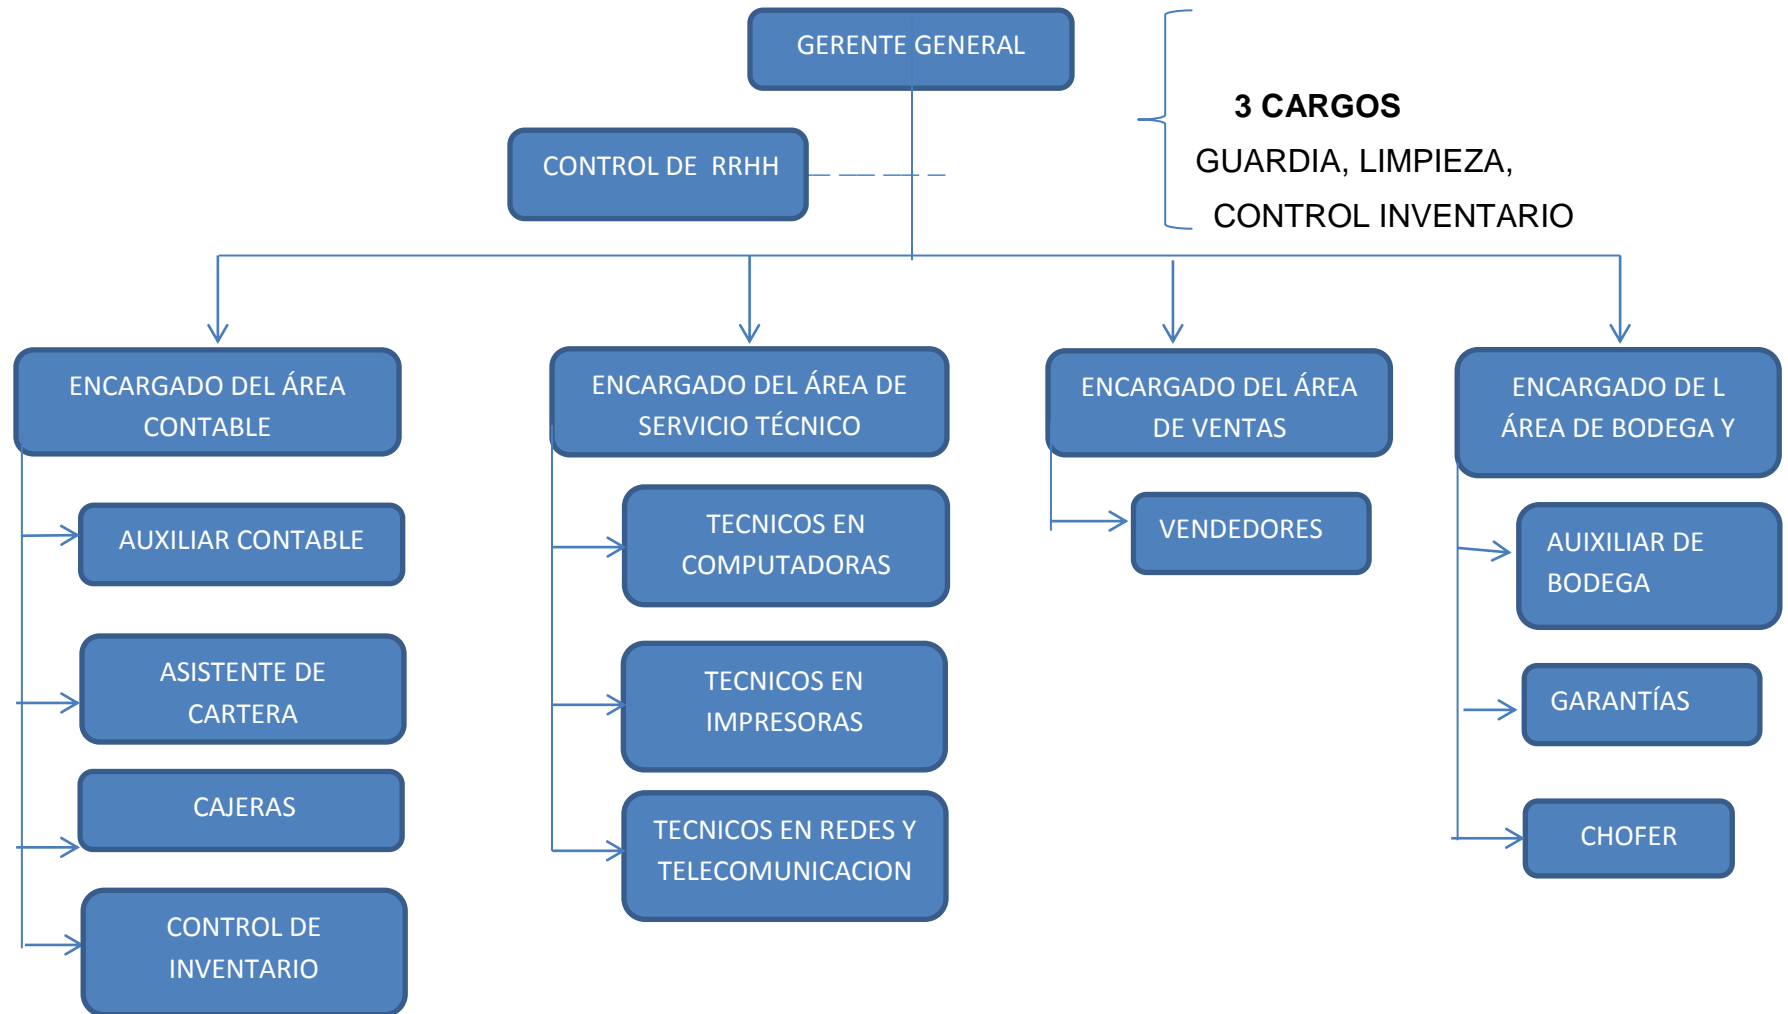 GERENTE GENERAL
3 CARGOS
GUARDIA, LIMPIEZA,
CONTROL INVENTARIO
CONTROL DE RRHH
ENCARGADO DEL ÁREA
CONTABLE
ENCARGADO DEL ÁREA DE
SERVICIO TÉCNICO
ENCARGADO DEL ÁREA
DE VENTAS
ENCARGADO DE L
ÁREA DE BODEGA Y
AUXILIAR CONTABLE
ASISTENTE DE
CARTERA
CAJERAS
CONTROL DE
INVENTARIO
TECNICOS EN
COMPUTADORAS
TECNICOS EN
IMPRESORAS
TECNICOS EN REDES Y
TELECOMUNICACION
VENDEDORES
AUIXILIAR DE
BODEGA
GARANTÍAS
CHOFER